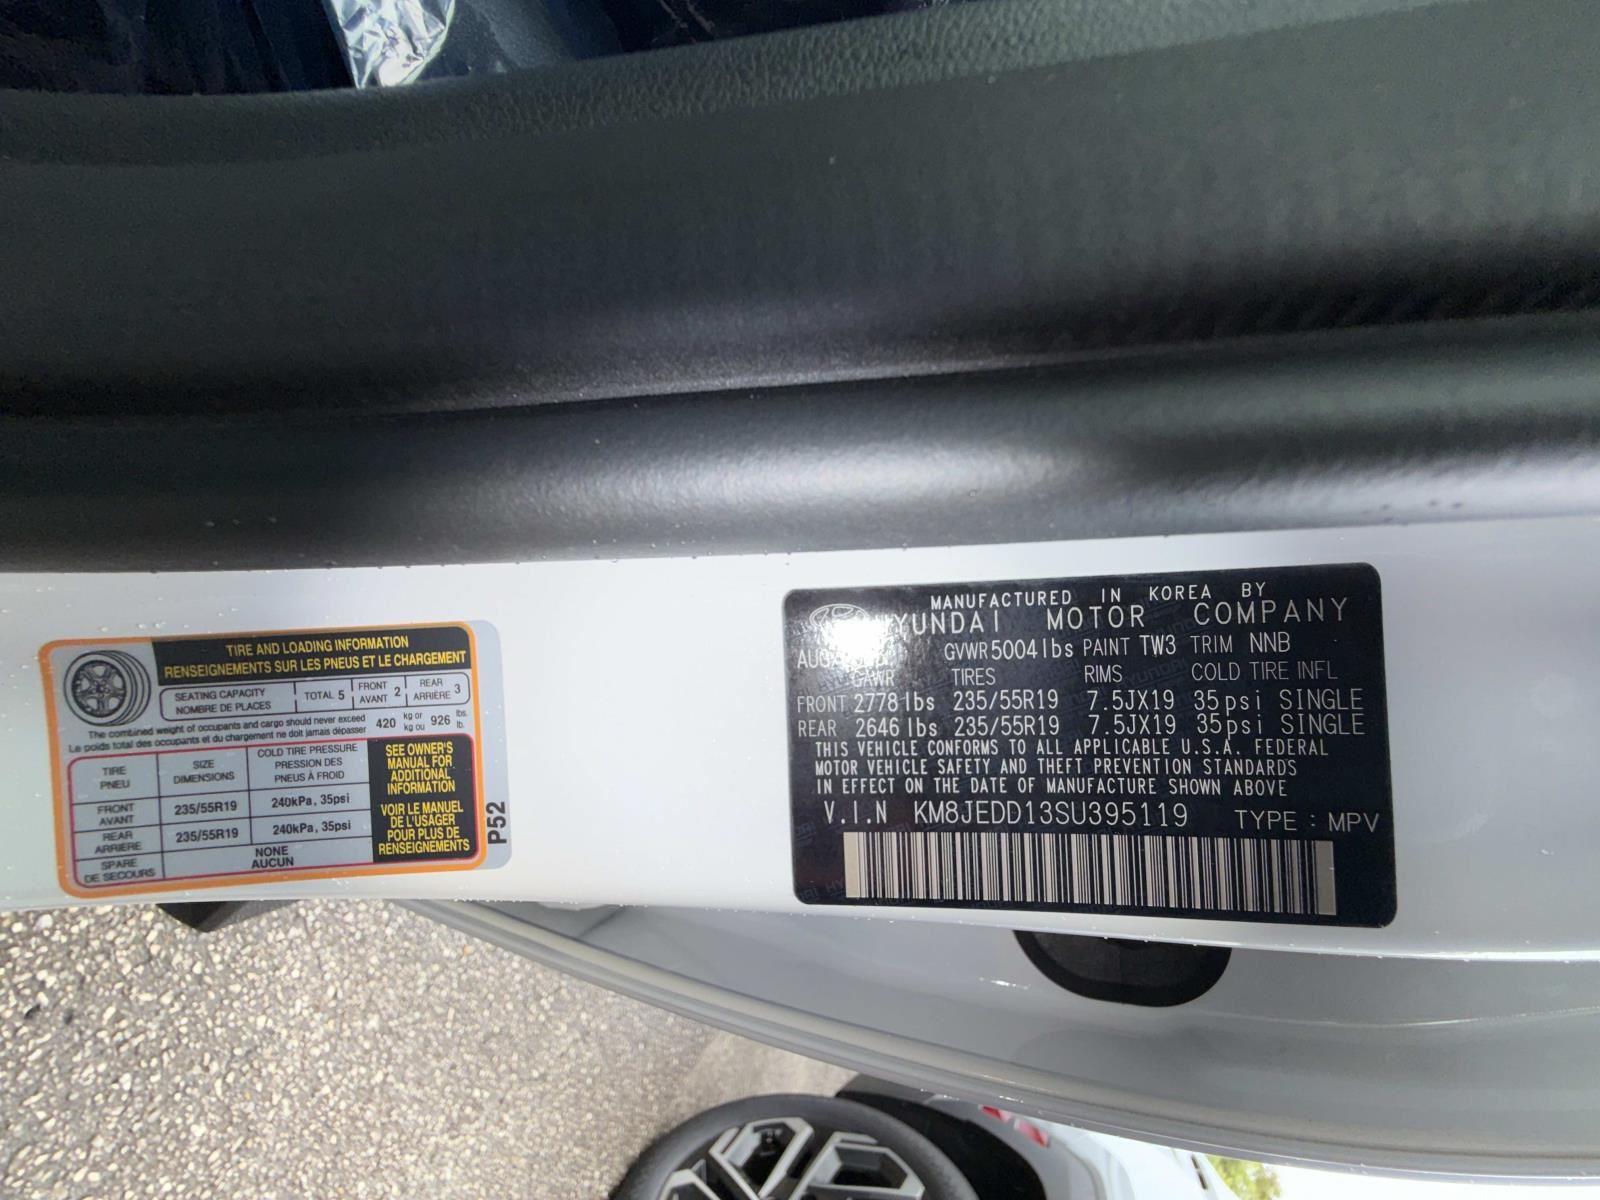 TIRE AND LOADING INFORMATION
RENSEIGNEMENTS SUR LES PNEUS ET LE CHARGEMENT
SEATING CAPACITY
NOMBRE DE PLACES
TOTAL 5
FRONT
AVANT 2
REAR
ARRIÈRE 3
The combined weight of occupants and cargo should never exceed
Le poids total des occupants et du chargement ne doit jamais dépasser
420 kg or 926 lbs.
kg ou lb.
TIRE
PNEU
SIZE
DIMENSIONS
COLD TIRE PRESSURE
PRESSION DES
PNEUS À FROID
FRONT
AVANT
235/55R19
240kPa, 35psi
REAR
ARRIERE
235/55R19
240kPa, 35psi
SPARE
DE SECOURS
NONE
AUCUN
SEE OWNER'S
MANUAL FOR
ADDITIONAL
INFORMATION
VOIR LE MANUEL
DE L'USAGER
POUR PLUS DE
RENSEIGNEMENTS
P52
MANUFACTURED IN KOREA BY
YUNDAI MOTOR COMPANY
AUG GVWR 5004 lbs PAINT TW3 TRIM NNB
GAWR TIRES RIMS COLD TIRE INFL
FRONT 2778 lbs 235/55R19 7.5JX19 35psi SINGLE
REAR 2646 lbs 235/55R19 7.5JX19 35psi SINGLE
THIS VEHICLE CONFORMS TO ALL APPLICABLE U.S.A. FEDERAL
MOTOR VEHICLE SAFETY AND THEFT PREVENTION STANDARDS
IN EFFECT ON THE DATE OF MANUFACTURE SHOWN ABOVE
V.I.N KM8JEDD13SU395119 TYPE : MPV